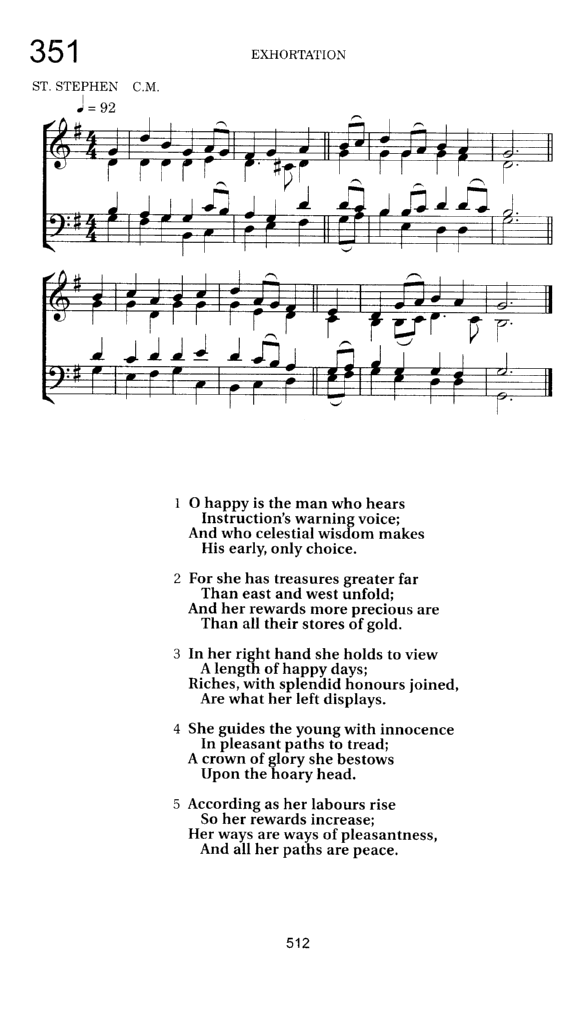 351
EXHORTATION
ST. STEPHEN C.M.
♩ = 92
1 O happy is the man who hears
Instruction's warning voice;
And who celestial wisdom makes
His early, only choice.
2 For she has treasures greater far
Than east and west unfold;
And her rewards more precious are
Than all their stores of gold.
3 In her right hand she holds to view
A length of happy days;
Riches, with splendid honours joined,
Are what her left displays.
4 She guides the young with innocence
In pleasant paths to tread;
A crown of glory she bestows
Upon the hoary head.
5 According as her labours rise
So her rewards increase;
Her ways are ways of pleasantness,
And all her paths are peace.
512